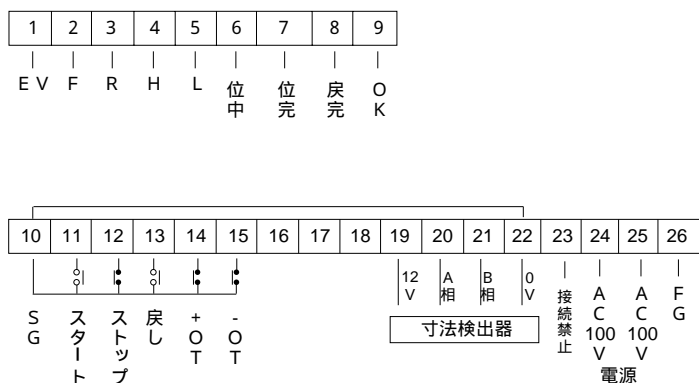 1 2 3 4 5 6 7 8 9
EV F R H L 位中 位完 戻完 OK
10 11 12 13 14 15 16 17 18 19 20 21 22 23 24 25 26
SG スタート ストップ 戻し +OT -OT 12V A相 B相 0V 接続禁止 AC100V AC100V FG
寸法検出器
電源